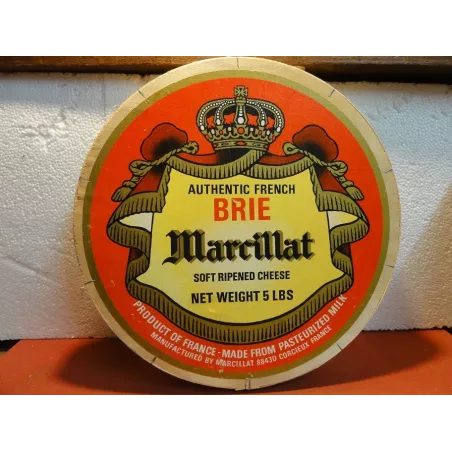 AUTHENTIC FRENCH
BRIE
Marcillat
SOFT RIPENED CHEESE
NET WEIGHT 5 LBS
PRODUCT OF FRANCE - MADE FROM PASTEURIZED MILK
MANUFACTURED BY MARCILLAT 88430 CORCIEUX FRANCE